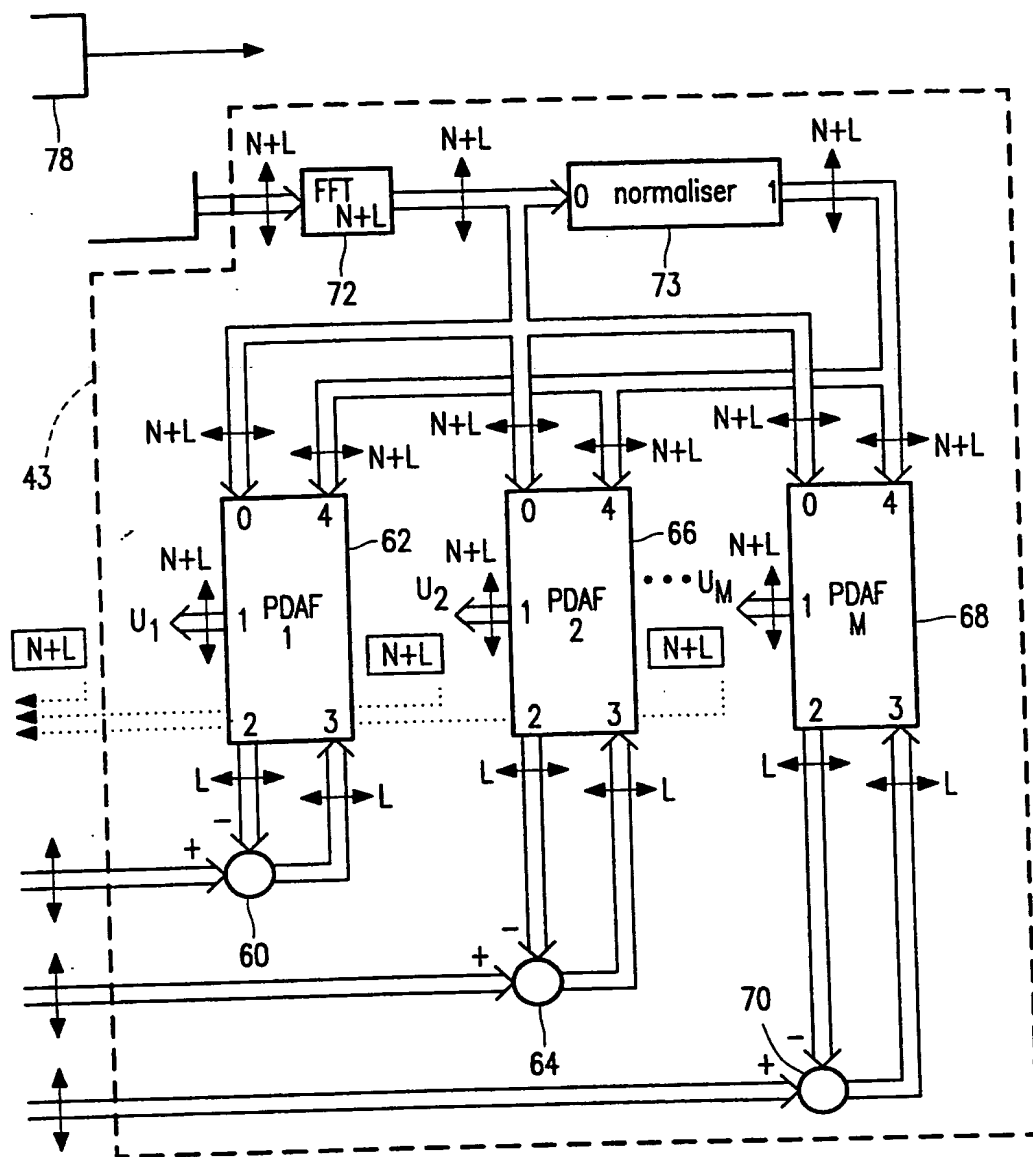 78
N+L
N+L
N+L
FFT
N+L
0 normaliser 1
72
73
43
N+L
N+L
N+L
N+L
N+L
N+L
0 4
0 4
0 4
62
66
68
N+L
N+L
N+L
U1
U2
UM
1 PDAF
1
1 PDAF
2
1 PDAF
M
N+L
N+L
N+L
2 3
2 3
2 3
L
L
L
L
L
L
-
+
60
-
+
64
-
+
70